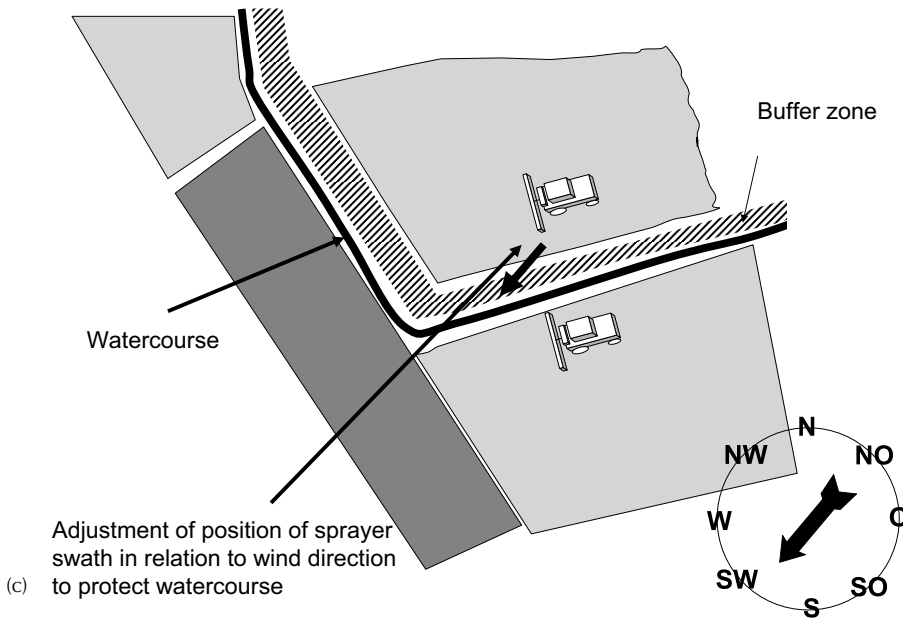 Buffer zone
Watercourse
Adjustment of position of sprayer
swath in relation to wind direction
to protect watercourse
(c)
N
NW
NO
W
O
SW
SO
S